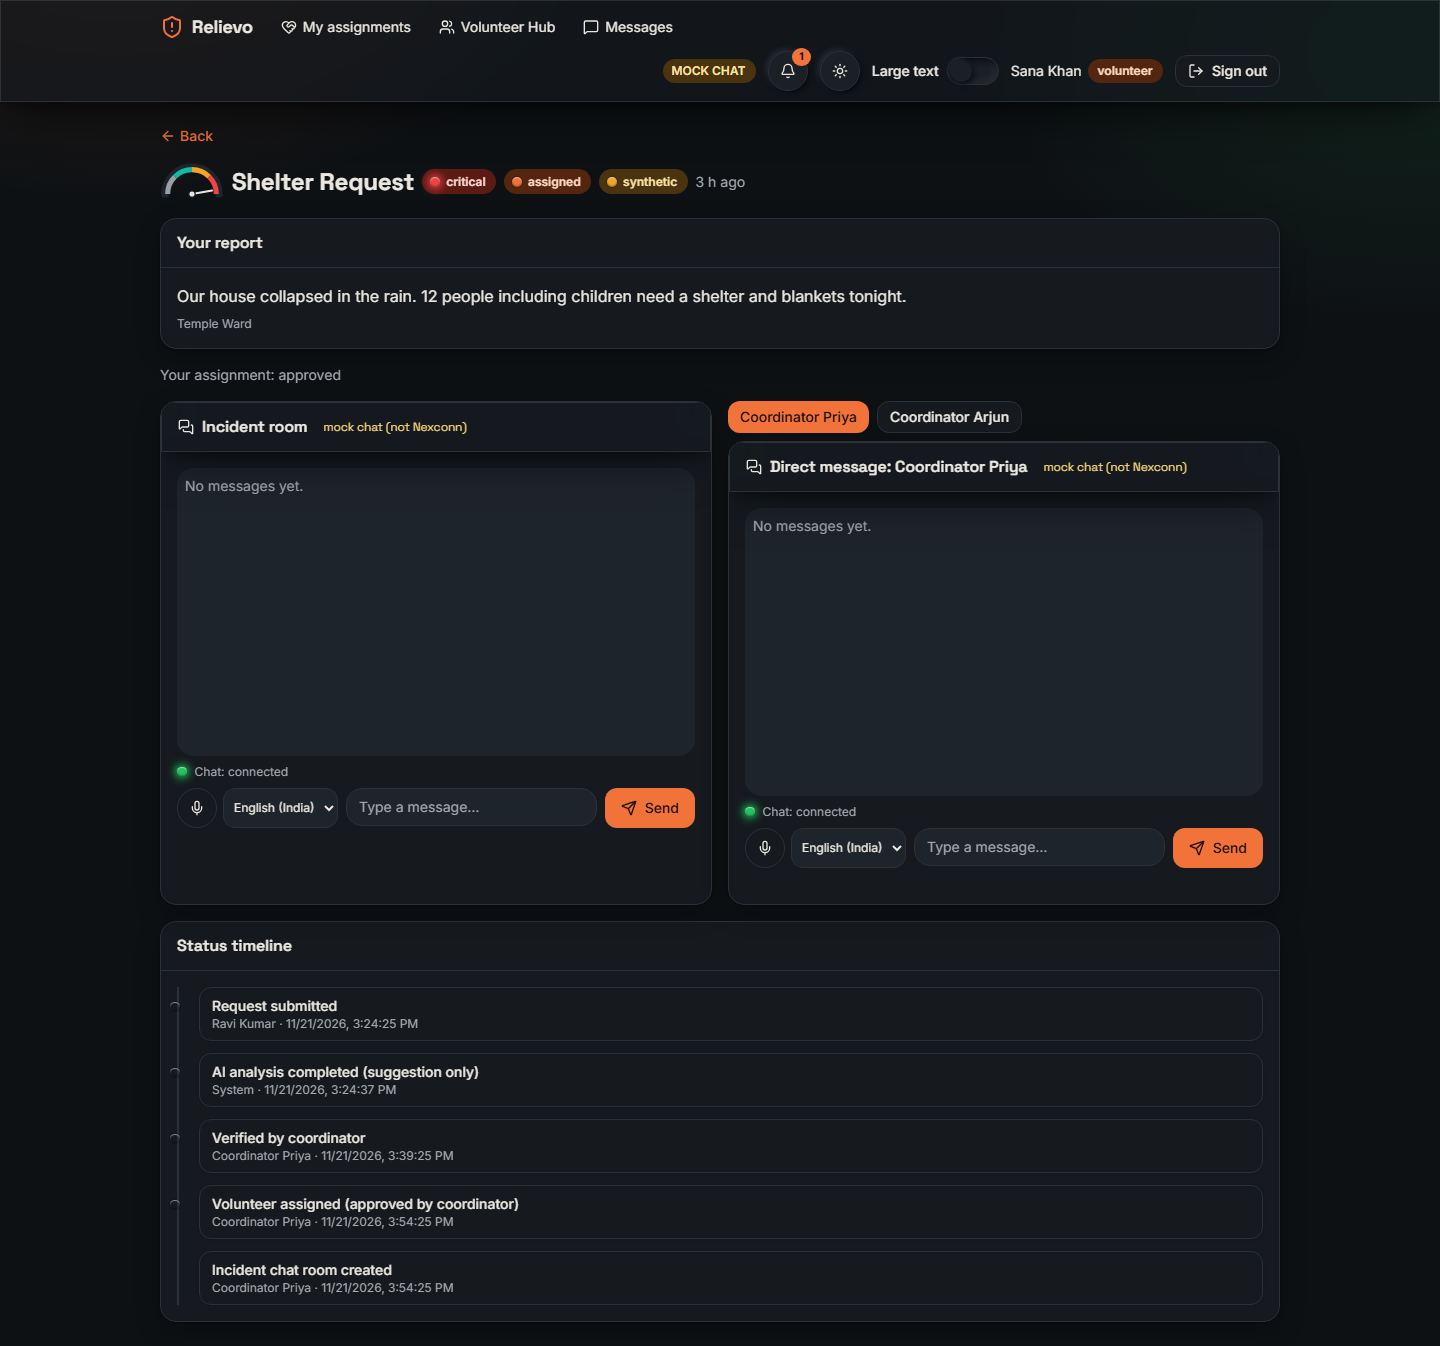 Relievo
My assignments
Volunteer Hub
Messages
MOCK CHAT
1
Large text
Sana Khan
volunteer
Sign out
Back
Shelter Request
critical
assigned
synthetic
3 h ago
Your report
Our house collapsed in the rain. 12 people including children need a shelter and blankets tonight.
Temple Ward
Your assignment: approved
Incident room
mock chat (not Nexconn)
No messages yet.
Chat: connected
English (India)
Type a message...
Send
Coordinator Priya
Coordinator Arjun
Direct message: Coordinator Priya
mock chat (not Nexconn)
No messages yet.
Chat: connected
English (India)
Type a message...
Send
Status timeline
Request submitted
Ravi Kumar · 11/21/2026, 3:24:25 PM
AI analysis completed (suggestion only)
System · 11/21/2026, 3:24:37 PM
Verified by coordinator
Coordinator Priya · 11/21/2026, 3:39:25 PM
Volunteer assigned (approved by coordinator)
Coordinator Priya · 11/21/2026, 3:54:25 PM
Incident chat room created
Coordinator Priya · 11/21/2026, 3:54:25 PM